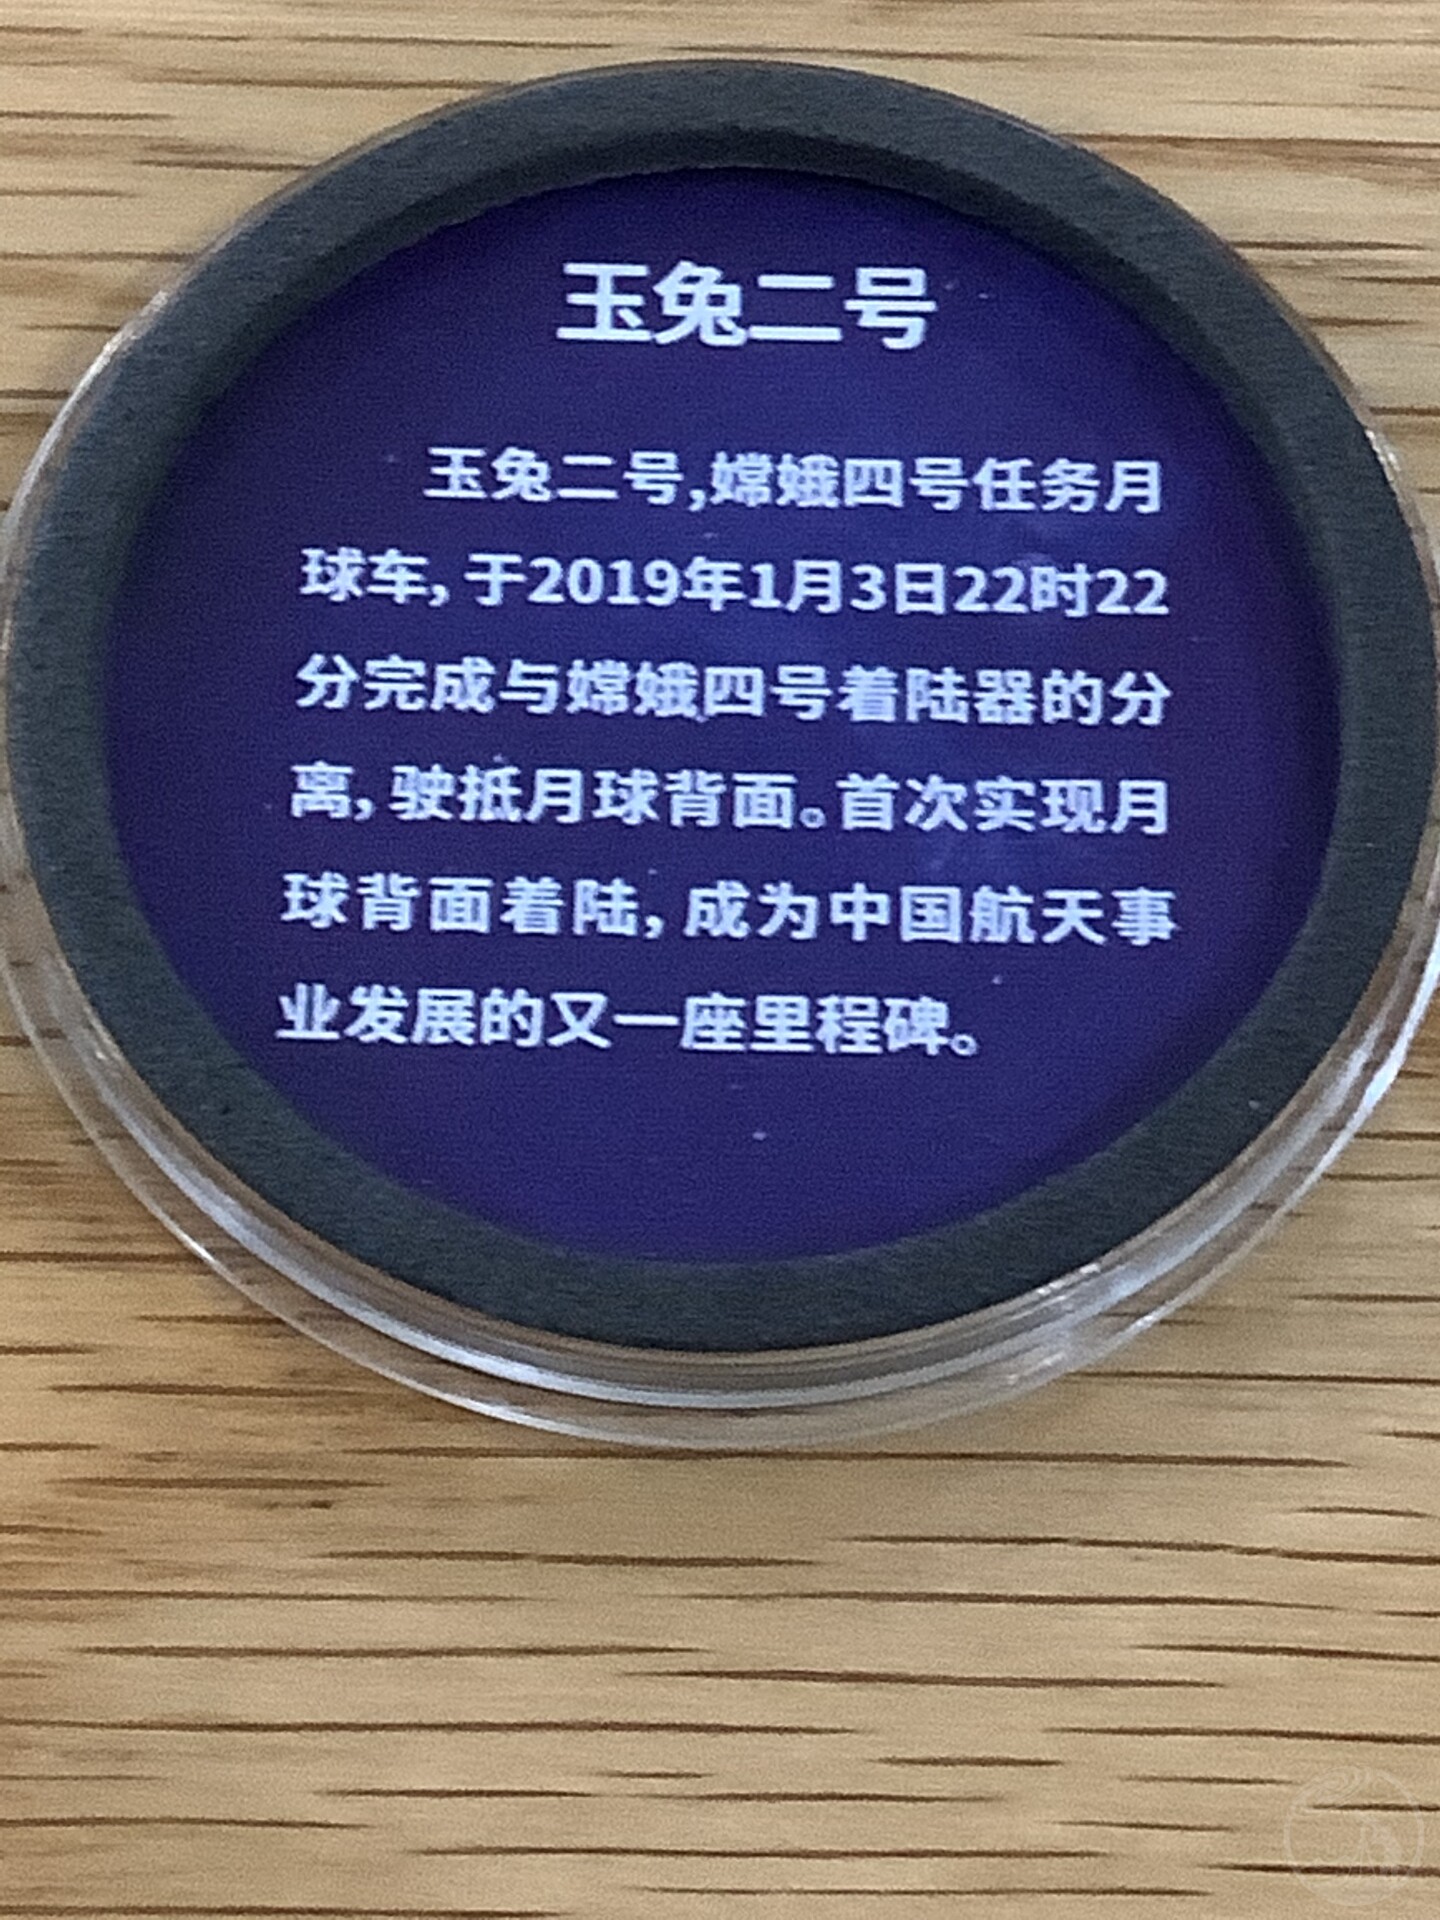 玉兔二号
玉兔二号,嫦娥四号任务月
球车,于2019年1月3日22时22
分完成与嫦娥四号着陆器的分
离,驶抵月球背面。首次实现月
球背面着陆,成为中国航天事
业发展的又一座里程碑。